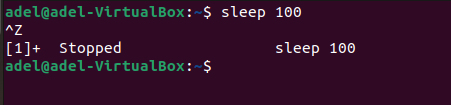 adel@adel-VirtualBox:~$ sleep 100
^Z
[1]+  Stopped                 sleep 100
adel@adel-VirtualBox:~$